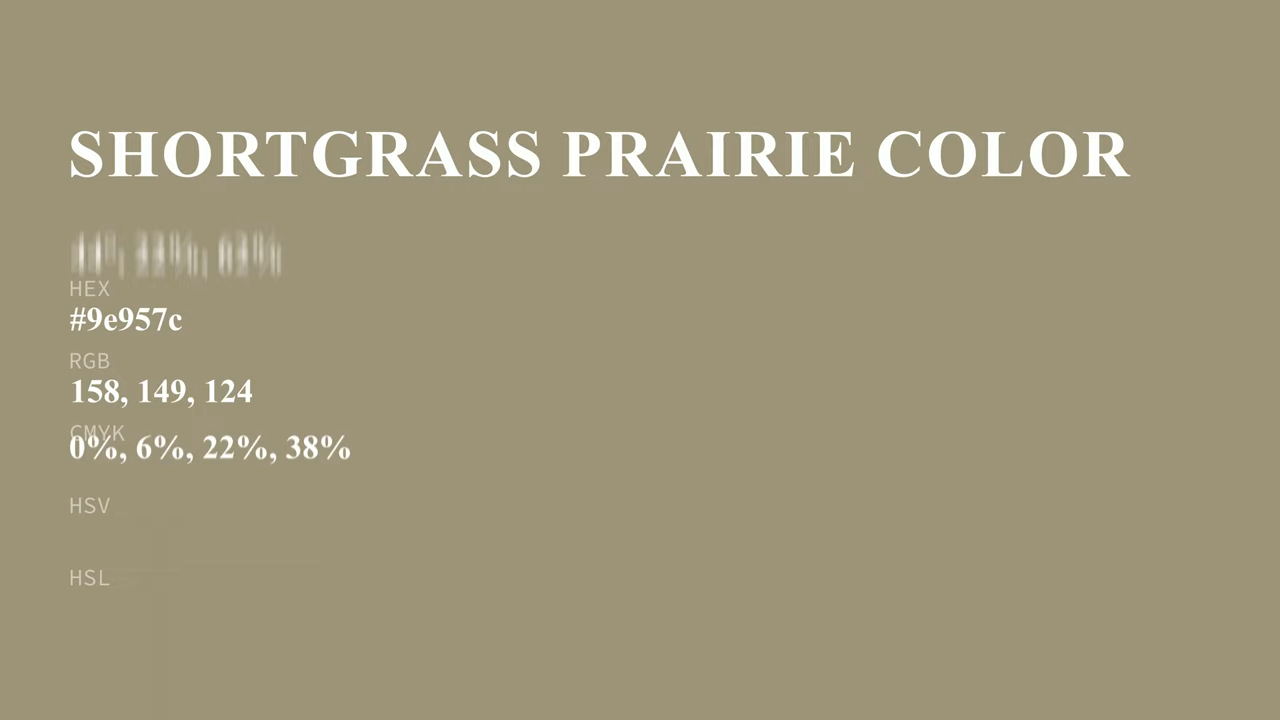 SHORTGRASS PRAIRIE COLOR
HEX
#9e957c
RGB
158, 149, 124
CMYK
0%, 6%, 22%, 38%
HSV
HSL